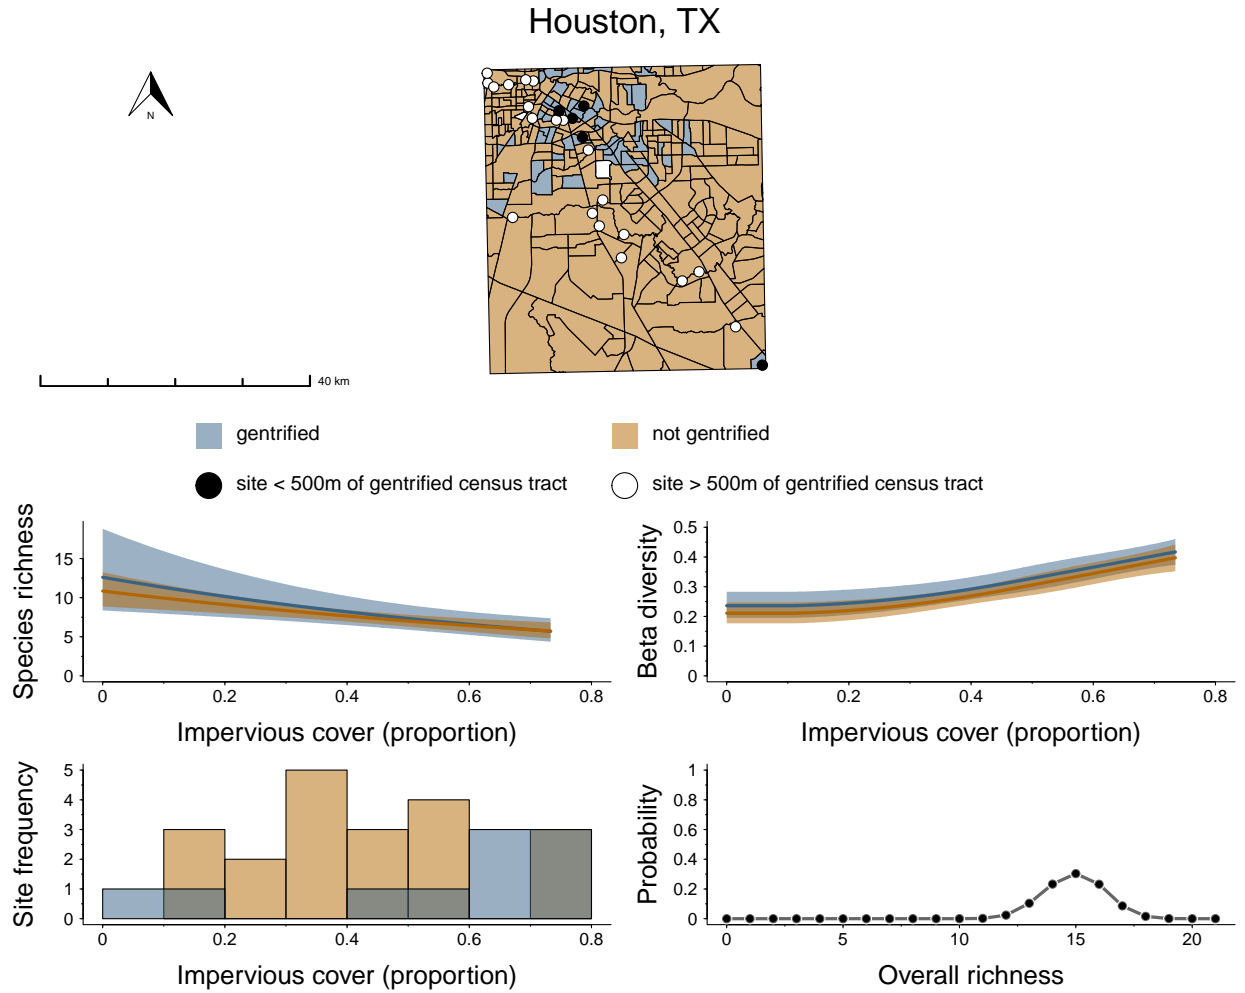 Houston, TX
N
40 km
gentrified
not gentrified
site < 500m of gentrified census tract
site > 500m of gentrified census tract
Species richness
15
10
5
0
0
0.2
0.4
0.6
0.8
Impervious cover (proportion)
Beta diversity
0.5
0.4
0.3
0.2
0.1
0
0
0.2
0.4
0.6
0.8
Impervious cover (proportion)
Site frequency
5
4
3
2
1
0
0
0.2
0.4
0.6
0.8
Impervious cover (proportion)
Probability
1
0.8
0.6
0.4
0.2
0
0
5
10
15
20
Overall richness